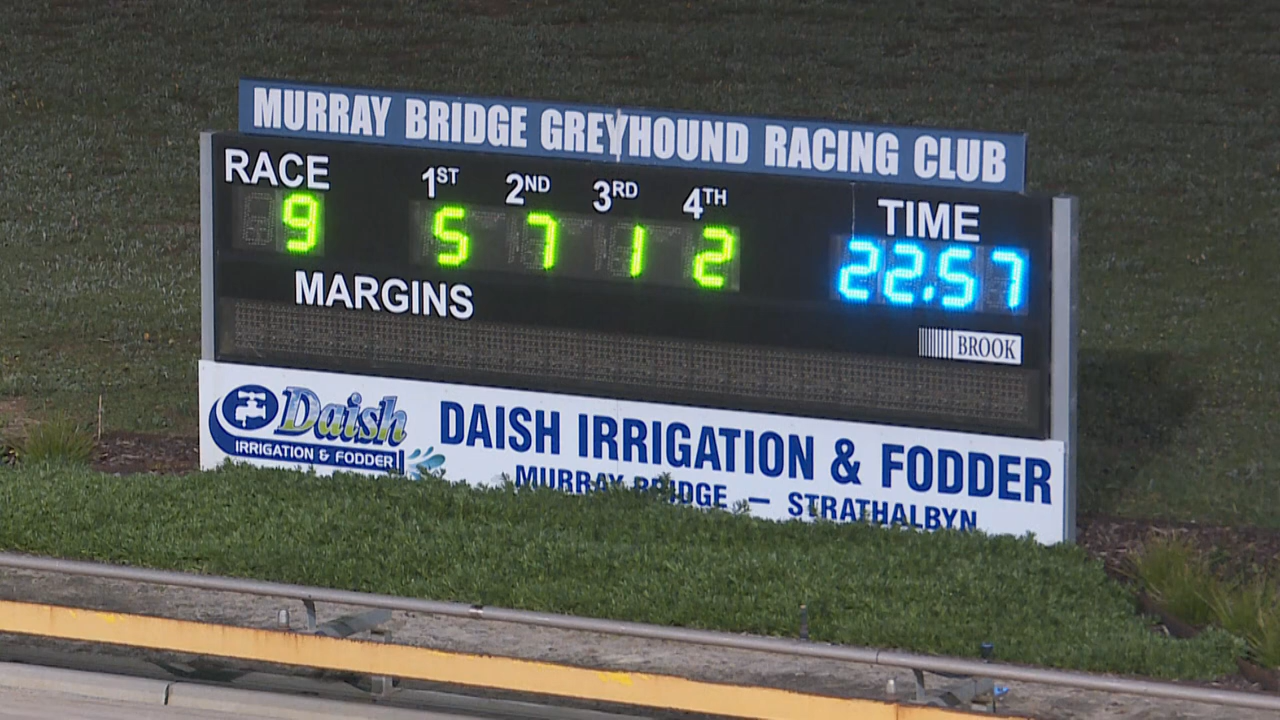 MURRAY BRIDGE GREYHOUND RACING CLUB
RACE 1ST 2ND 3RD 4TH TIME
9 5 7 1 2 22.57
MARGINS
BROOK
Daish
IRRIGATION & FODDER
DAISH IRRIGATION & FODDER
MURRAY BRIDGE — STRATHALBYN